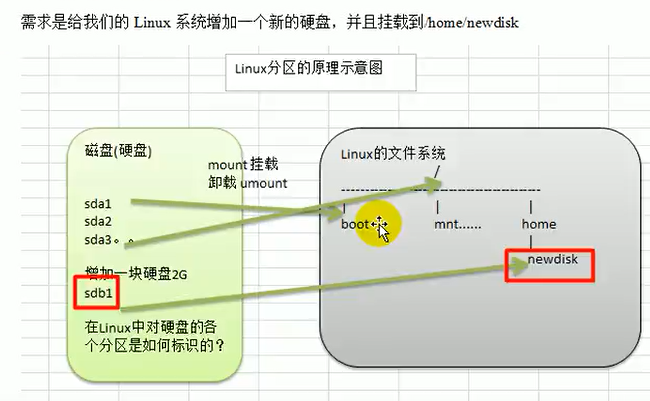 需求是给我们的 Linux 系统增加一个新的硬盘，并且挂载到/home/newdisk
Linux分区的原理示意图
磁盘(硬盘)
mount 挂载
卸载 umount
sda1
sda2
sda3。。
增加一块硬盘2G
sdb1
在Linux中对硬盘的各
个分区是如何标识的？
Linux的文件系统
/
-----------------------------------------
| | |
boot mnt…… home
|
newdisk